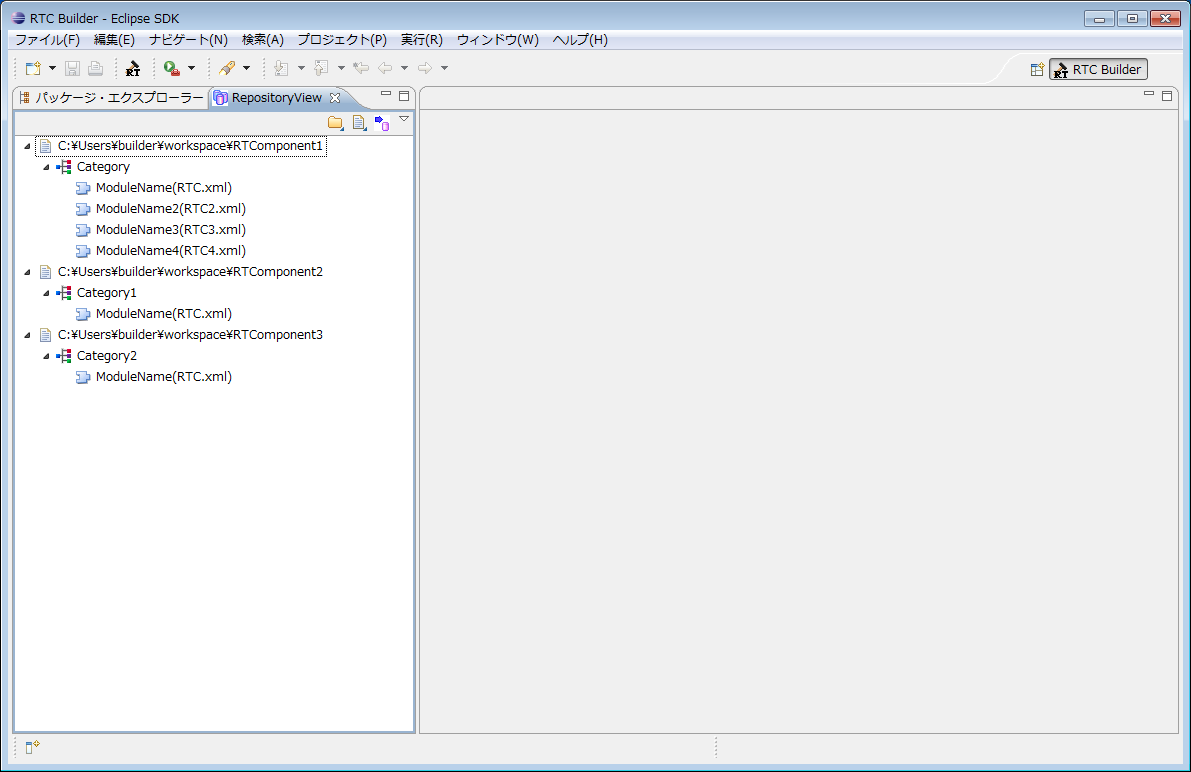 RTC Builder - Eclipse SDK
ファイル(F) 編集(E) ナビゲート(N) 検索(A) プロジェクト(P) 実行(R) ウィンドウ(W) ヘルプ(H)
RT RT RTC Builder
パッケージ・エクスプローラー RepositoryView
C:¥Users¥builder¥workspace¥RTComponent1
Category
ModuleName(RTC.xml)
ModuleName2(RTC2.xml)
ModuleName3(RTC3.xml)
ModuleName4(RTC4.xml)
C:¥Users¥builder¥workspace¥RTComponent2
Category1
ModuleName(RTC.xml)
C:¥Users¥builder¥workspace¥RTComponent3
Category2
ModuleName(RTC.xml)